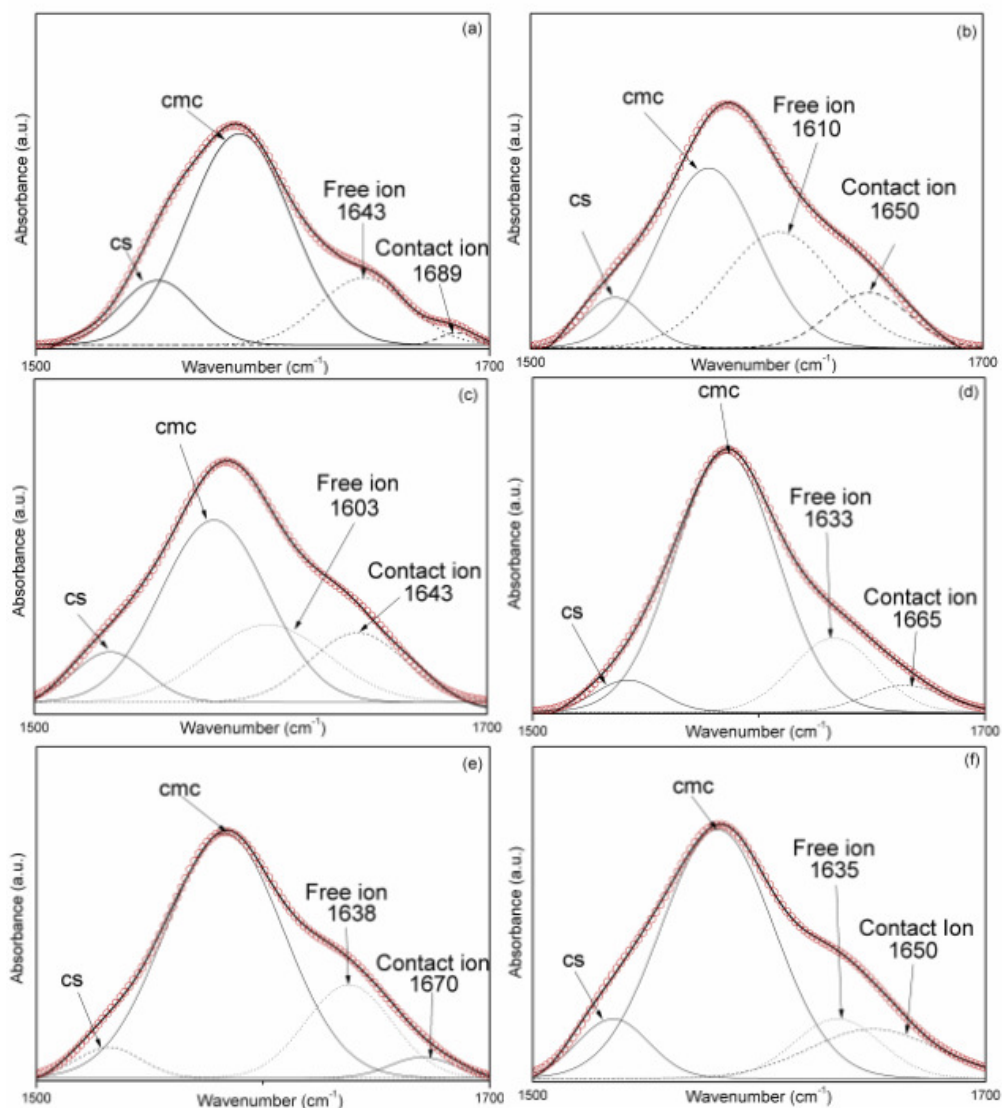 (a)
cmc
Free ion
1643
Contact ion
1689
cs
Absorbance (a.u.)
1500
Wavenumber (cm-1)
1700
(b)
cmc
Free ion
1610
Contact ion
1650
cs
Absorbance (a.u.)
1500
Wavenumber (cm-1)
1700
(c)
cmc
Free ion
1603
Contact ion
1643
cs
Absorbance (a.u.)
1500
Wavenumber (cm-1)
1700
(d)
cmc
Free ion
1633
Contact ion
1665
cs
Absorbance (a.u.)
1500
Wavenumber (cm-1)
1700
(e)
cmc
Free ion
1638
Contact ion
1670
cs
Absorbance (a.u.)
1500
Wavenumber (cm-1)
1700
(f)
cmc
Free ion
1635
Contact Ion
1650
cs
Absorbance (a.u.)
1500
Wavenumber (cm-1)
1700